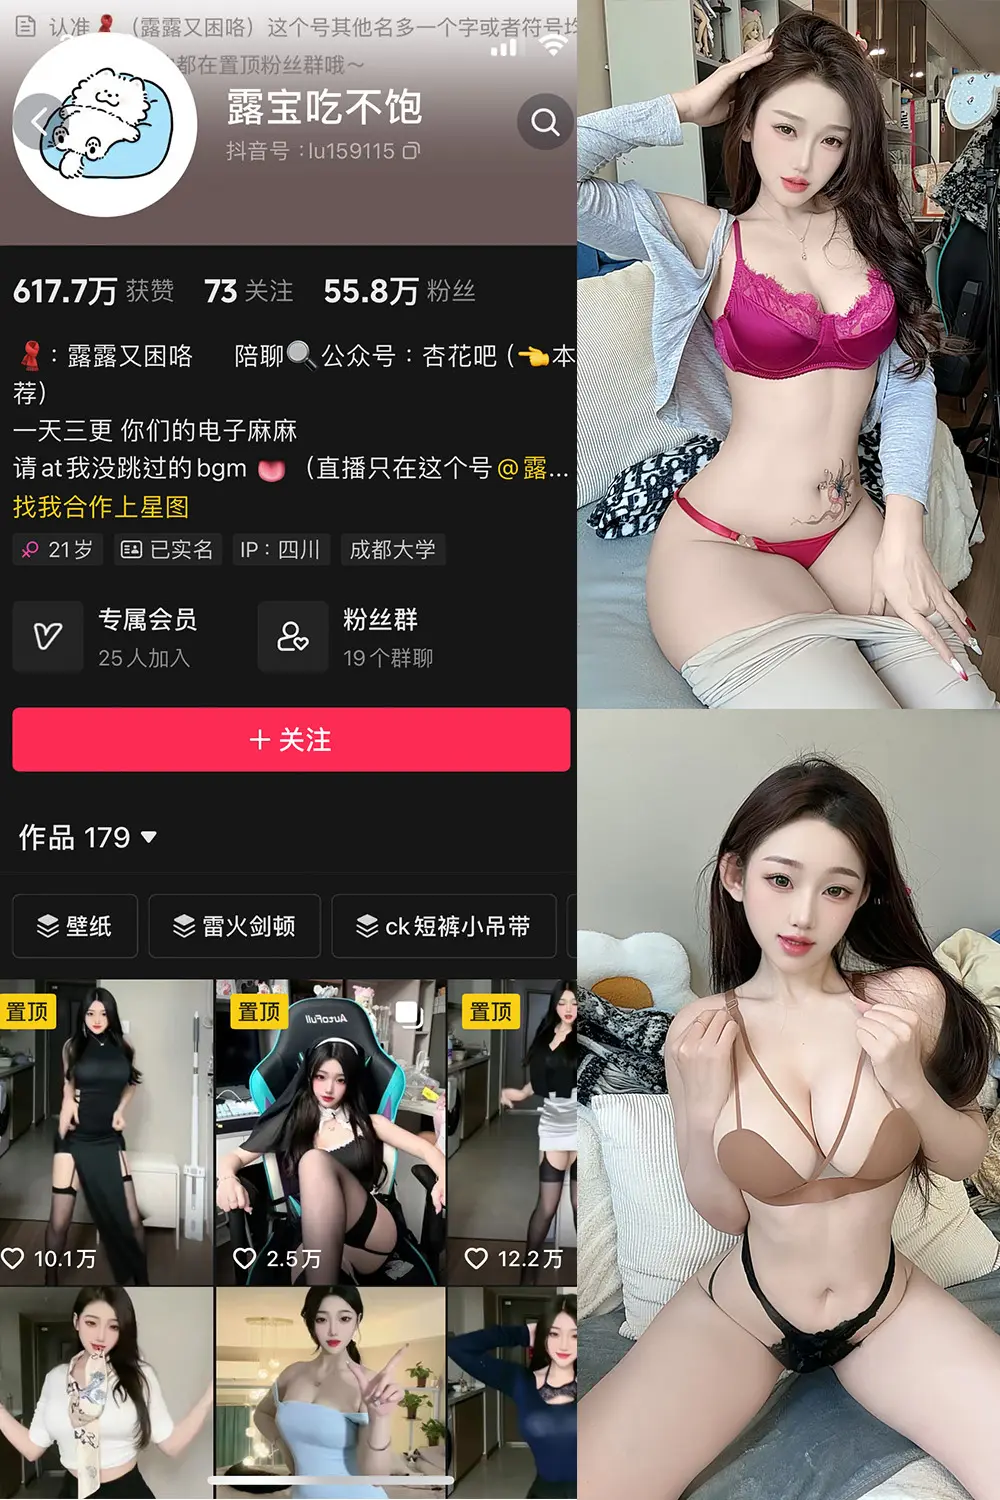 认准🧣（露露又困咯）这个号其他名多一个字或者符号均
都在置顶粉丝群哦～
露宝吃不饱
抖音号：lu159115
617.7万 获赞 73 关注 55.8万 粉丝
🧣：露露又困咯 陪聊🔍公众号：杏花吧（👈本
荐）
一天三更 你们的电子麻麻
请at我没跳过的bgm 👅（直播只在这个号@露...
找我合作上星图
21岁 已实名 IP：四川 成都大学
专属会员 粉丝群
25人加入 19个群聊
＋关注
作品 179
壁纸 雷火剑顿 ck短裤小吊带
置顶 置顶 置顶
AutoFull
10.1万 2.5万 12.2万